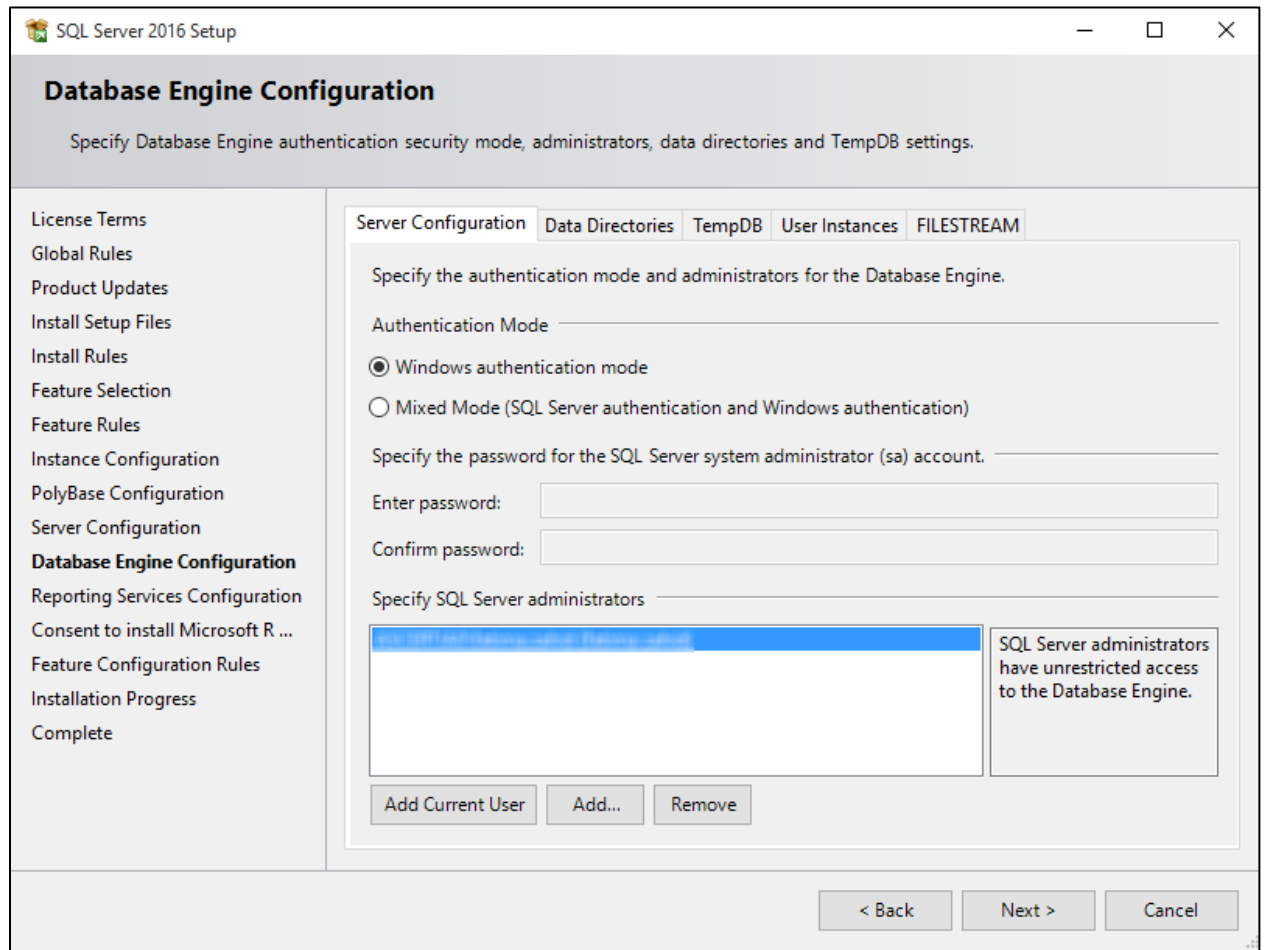 SQL Server 2016 Setup
Database Engine Configuration
Specify Database Engine authentication security mode, administrators, data directories and TempDB settings.
License Terms
Global Rules
Product Updates
Install Setup Files
Install Rules
Feature Selection
Feature Rules
Instance Configuration
PolyBase Configuration
Server Configuration
Database Engine Configuration
Reporting Services Configuration
Consent to install Microsoft R ...
Feature Configuration Rules
Installation Progress
Complete
Server Configuration Data Directories TempDB User Instances FILESTREAM
Specify the authentication mode and administrators for the Database Engine.
Authentication Mode
Windows authentication mode
Mixed Mode (SQL Server authentication and Windows authentication)
Specify the password for the SQL Server system administrator (sa) account.
Enter password:
Confirm password:
Specify SQL Server administrators
SQL Server administrators
have unrestricted access
to the Database Engine.
Add Current User Add... Remove
< Back Next > Cancel